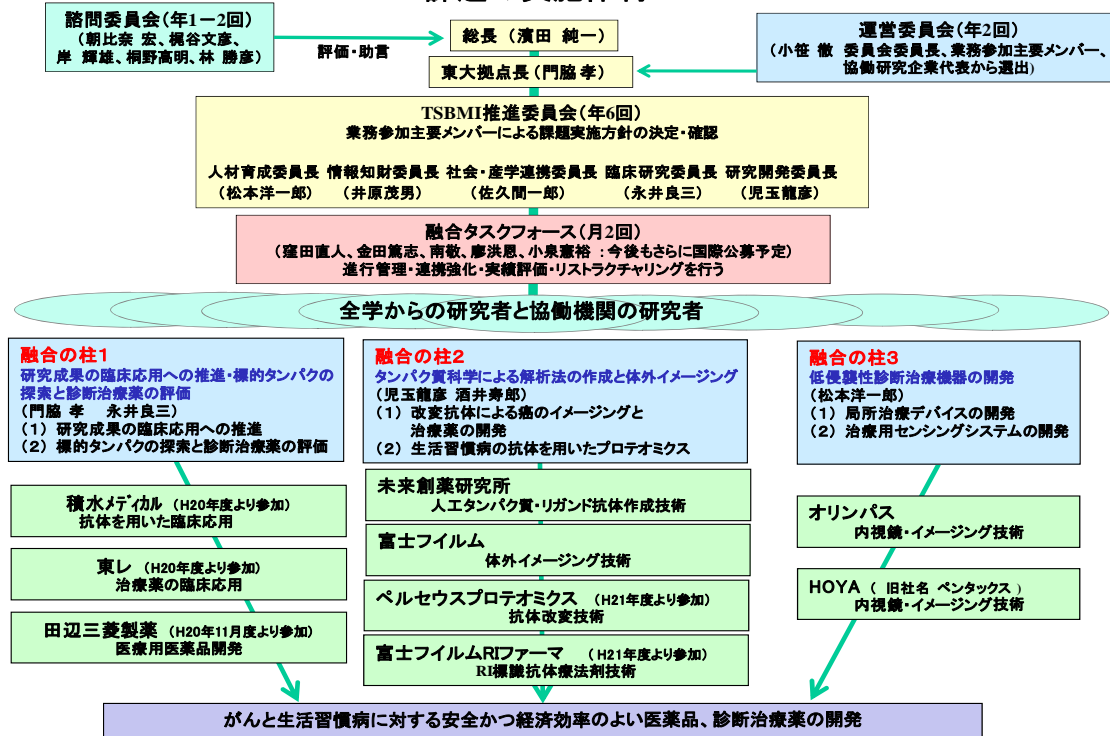 諮問委員会(年1-2回)
(朝比奈 宏、梶谷文彦、
岸 輝雄、桐野高明、林 勝彦)
評価・助言
総長 (濱田 純一)
東大拠点長(門脇 孝)
運営委員会(年2回)
(小笹 徹 委員会委員長、業務参加主要メンバー、
協働研究企業代表から選出)
TSBMI推進委員会(年6回)
業務参加主要メンバーによる課題実施方針の決定・確認
人材育成委員長 情報知財委員長 社会・産学連携委員長 臨床研究委員長 研究開発委員長
(松本洋一郎) (井原茂男) (佐久間一郎) (永井良三) (児玉龍彦)
融合タスクフォース(月2回)
(窪田直人、金田篤志、南敬、廖洪恩、小泉憲裕 :今後もさらに国際公募予定)
進行管理・連携強化・実績評価・リストラクチャリングを行う
全学からの研究者と協働機関の研究者
融合の柱1
研究成果の臨床応用への推進・標的タンパクの
探索と診断治療薬の評価
(門脇 孝 永井良三)
(1) 研究成果の臨床応用への推進
(2) 標的タンパクの探索と診断治療薬の評価
積水メディカル (H20年度より参加)
抗体を用いた臨床応用
東レ (H20年度より参加)
治療薬の臨床応用
田辺三菱製薬 (H20年11月度より参加)
医療用医薬品開発
融合の柱2
タンパク質科学による解析法の作成と体外イメージング
(児玉龍彦 酒井寿郎)
(1) 改変抗体による癌のイメージングと
治療薬の開発
(2) 生活習慣病の抗体を用いたプロテオミクス
未来創薬研究所
人工タンパク質・リガンド抗体作成技術
富士フイルム
体外イメージング技術
ペルセウスプロテオミクス (H21年度より参加)
抗体改変技術
富士フイルムRIファーマ (H21年度より参加)
RI標識抗体療法剤技術
融合の柱3
低侵襲性診断治療機器の開発
(松本洋一郎)
(1) 局所治療デバイスの開発
(2) 治療用センシングシステムの開発
オリンパス
内視鏡・イメージング技術
HOYA ( 旧社名 ペンタックス )
内視鏡・イメージング技術
がんと生活習慣病に対する安全かつ経済効率のよい医薬品、診断治療薬の開発